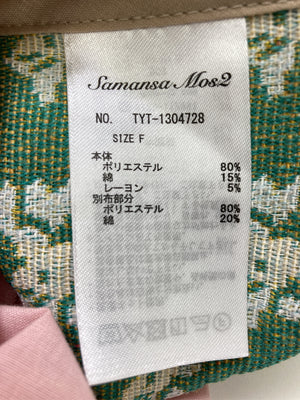 Samansa Mos2
NO. TYT-1304728
SIZE F
本体
ポリエステル 80%
綿 15%
レーヨン 5%
別布部分
ポリエステル 80%
綿 20%